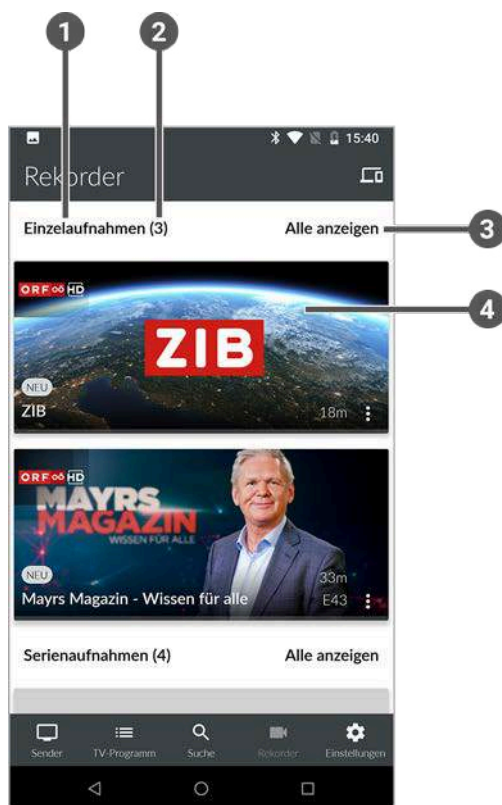 1 2
15:40
Rekorder
Einzelaufnahmen (3) Alle anzeigen
3
4
ORF oö HD
ZIB
NEU
ZIB 18m
ORF oö HD
MAYRS
MAGAZIN
WISSEN FÜR ALLE
NEU
33m
Mayrs Magazin - Wissen für alle E43
Serienaufnahmen (4) Alle anzeigen
Sender TV-Programm Suche Rekorder Einstellungen